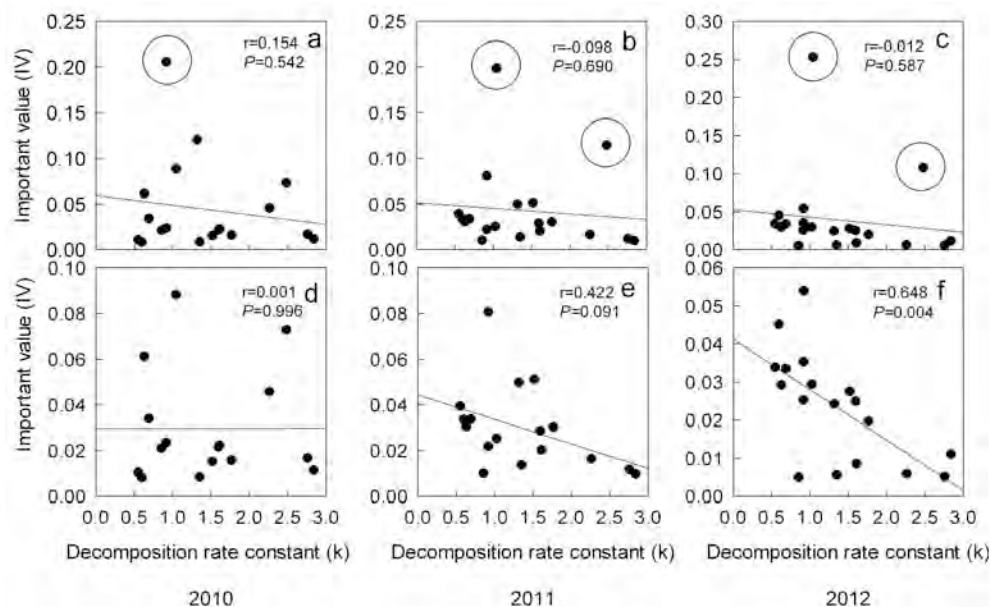 0.25
0.20
0.15
0.10
0.05
0.00
Important value (IV)
a
r=0.154
P=0.542
0.25
0.20
0.15
0.10
0.05
0.00
b
r=-0.098
P=0.690
0.30
0.25
0.20
0.15
0.10
0.05
0.00
c
r=-0.012
P=0.587
0.10
0.08
0.06
0.04
0.02
0.00
Important value (IV)
d
r=0.001
P=0.996
0.0 0.5 1.0 1.5 2.0 2.5 3.0
0.10
0.08
0.06
0.04
0.02
0.00
e
r=0.422
P=0.091
0.0 0.5 1.0 1.5 2.0 2.5 3.0
0.06
0.05
0.04
0.03
0.02
0.01
0.00
f
r=0.648
P=0.004
0.0 0.5 1.0 1.5 2.0 2.5 3.0
Decomposition rate constant (k)
Decomposition rate constant (k)
Decomposition rate constant (k)
2010
2011
2012